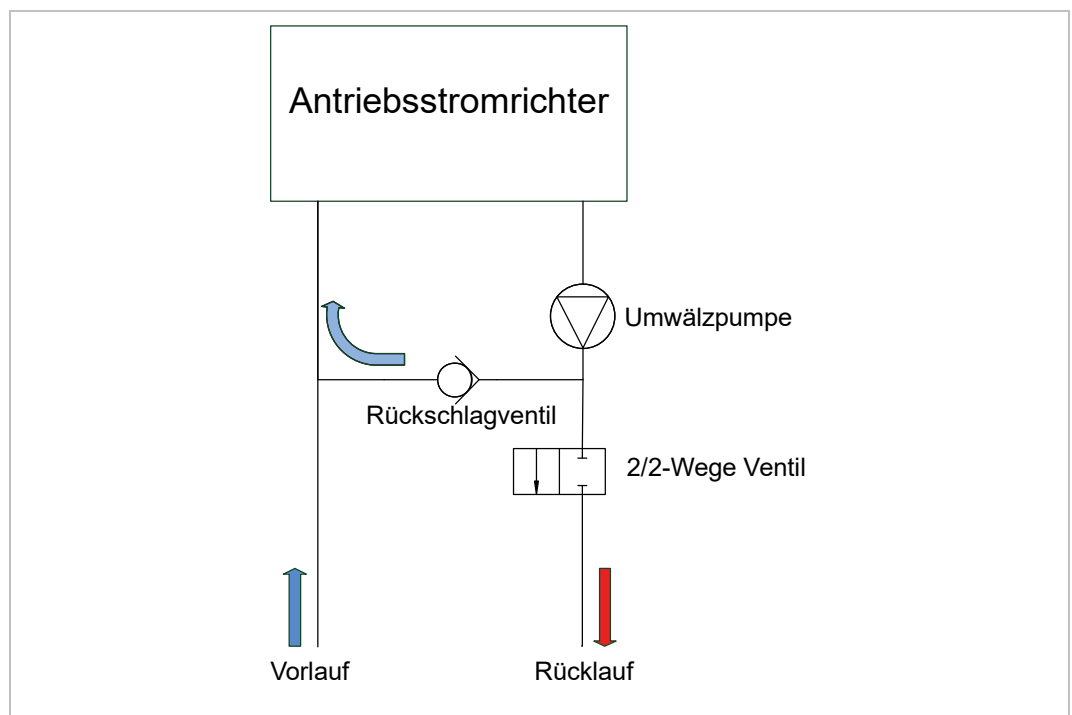 Antriebsstromrichter
Umwälzpumpe
Rückschlagventil
2/2-Wege Ventil
Vorlauf
Rücklauf